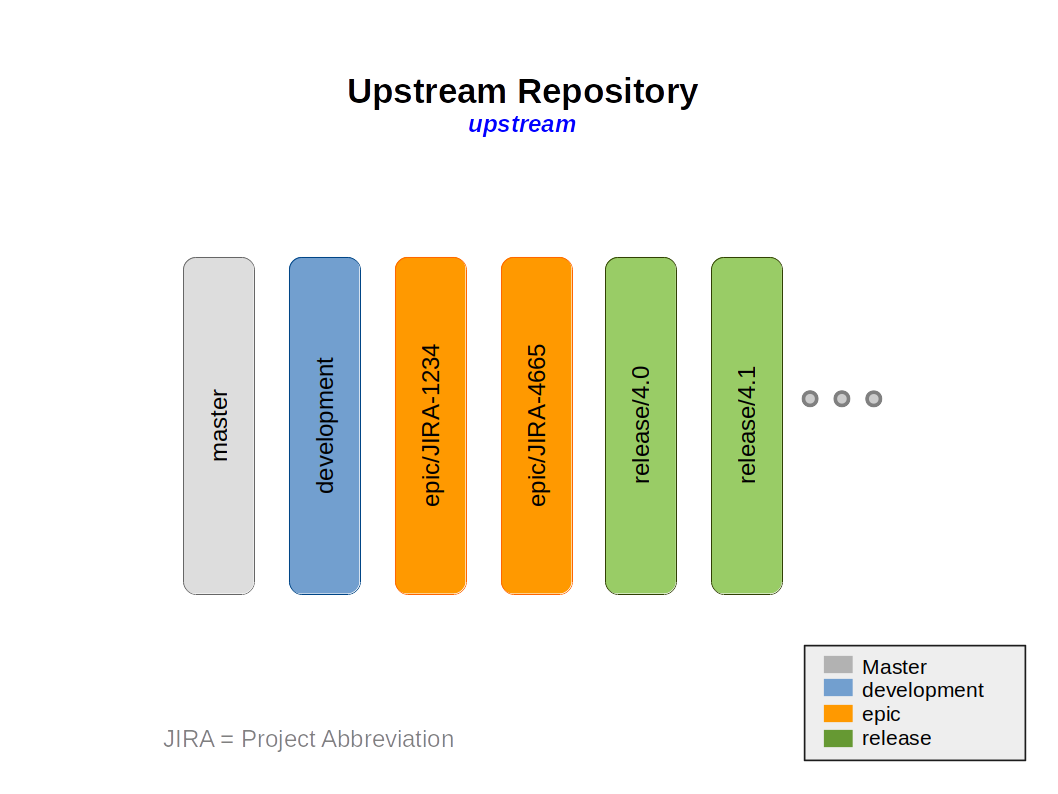 Upstream Repository
upstream
master
development
epic/JIRA-1234
epic/JIRA-4665
release/4.0
release/4.1
Master
development
epic
release
JIRA = Project Abbreviation